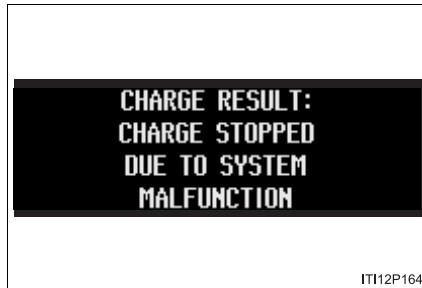 CHARGE RESULT:
CHARGE STOPPED
DUE TO SYSTEM
MALFUNCTION
ITI12P164